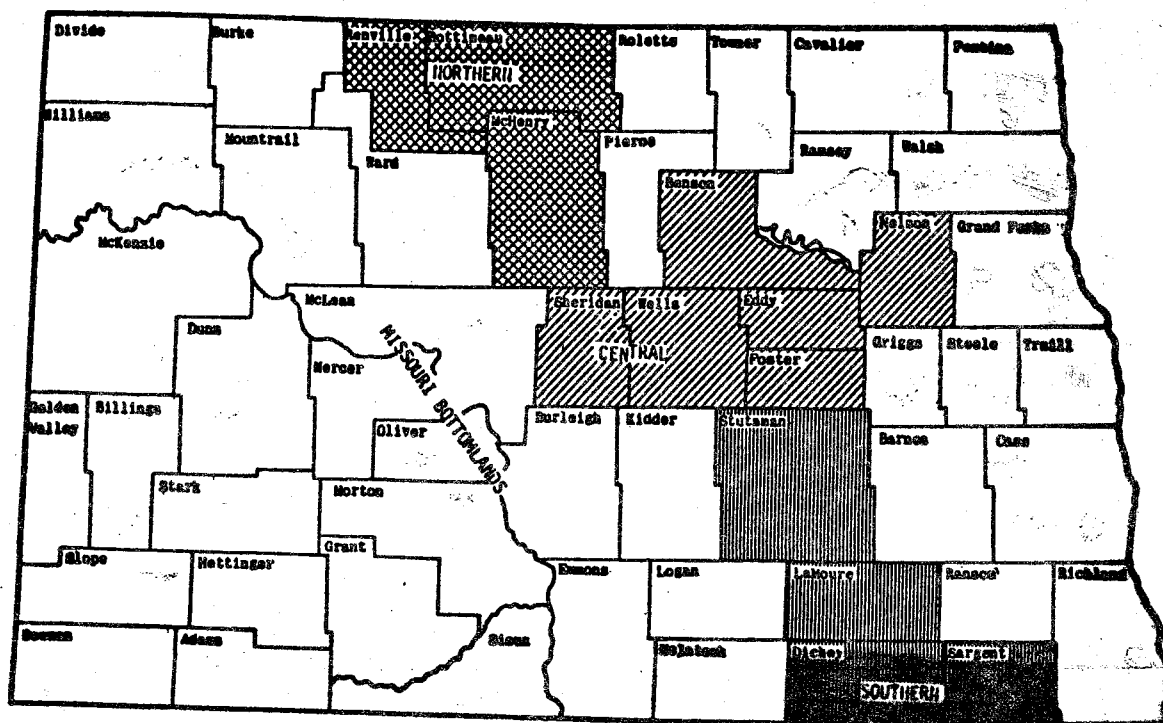 Divide
Burke
Renville
Bottineau
Rolette
Towner
Cavalier
Pembina
NORTHERN
Williams
Mountrail
Ward
McHenry
Pierce
Benson
Ramsey
Walsh
Nelson
Grand Forks
McKenzie
Dunn
McLean
Sheridan
Wells
Eddy
CENTRAL
Foster
Griggs
Steele
Traill
MISSOURI BOTTOMLANDS
Mercer
Golden
Valley
Billings
Oliver
Burleigh
Kidder
Stutsman
Barnes
Cass
Stark
Morton
Grant
Slope
Hettinger
Emmons
Logan
LaMoure
Ransom
Richland
Bowman
Adams
Sioux
McIntosh
Dickey
Sargent
SOUTHERN